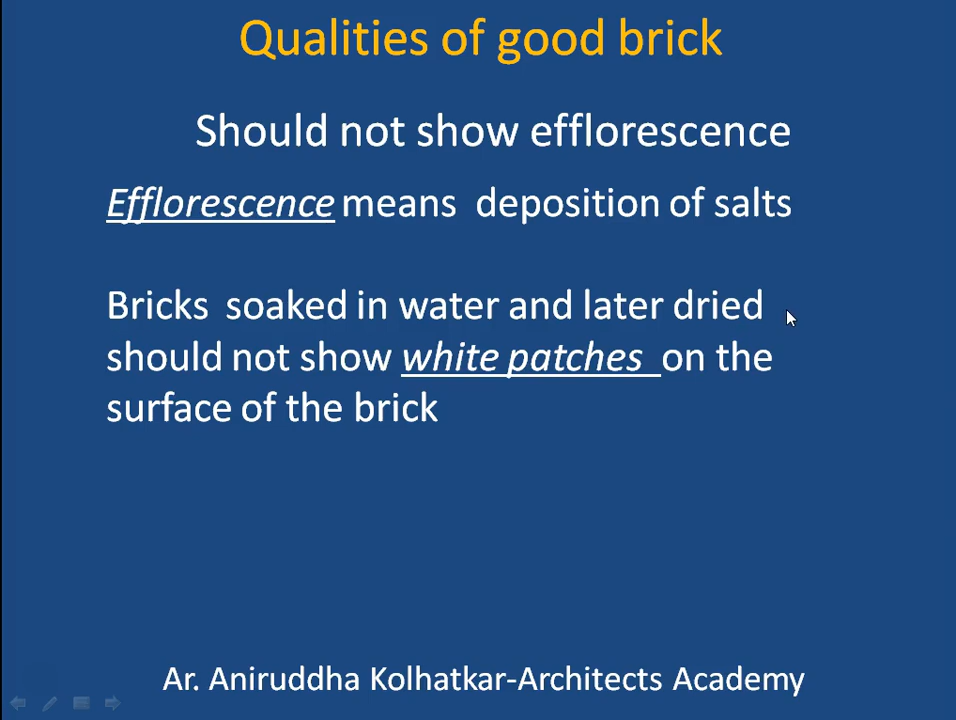 Qualities of good brick
Should not show efflorescence
Efflorescence means deposition of salts
Bricks soaked in water and later dried
should not show white patches on the
surface of the brick
Ar. Aniruddha Kolhatkar-Architects Academy